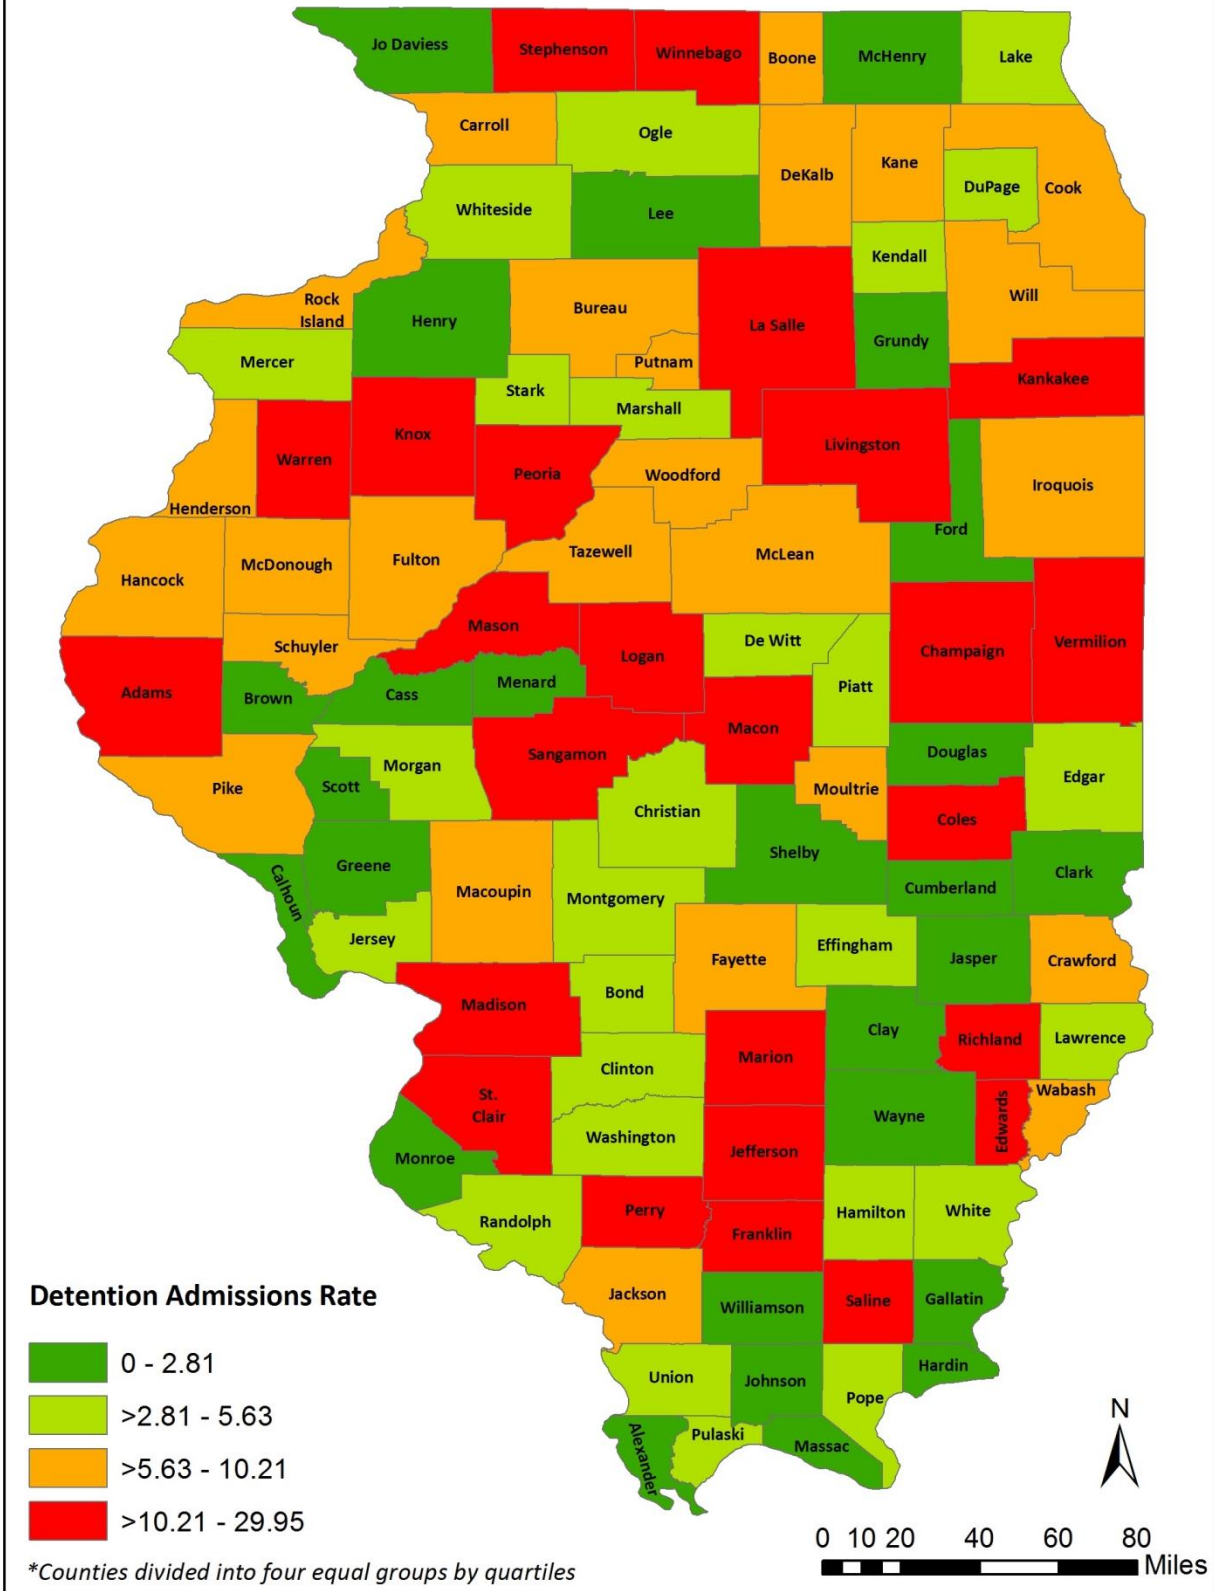 Jo Daviess
Stephenson
Winnebago
Boone
McHenry
Lake
Carroll
Ogle
DeKalb
Kane
DuPage
Cook
Whiteside
Lee
Kendall
Rock
Island
Henry
Bureau
La Salle
Will
Grundy
Mercer
Putnam
Kankakee
Stark
Marshall
Warren
Knox
Peoria
Woodford
Livingston
Iroquois
Henderson
Ford
Hancock
McDonough
Fulton
Tazewell
McLean
Schuyler
Mason
Logan
De Witt
Champaign
Vermilion
Adams
Brown
Cass
Menard
Piatt
Sangamon
Macon
Douglas
Pike
Scott
Morgan
Christian
Moultrie
Edgar
Coles
Calhoun
Greene
Macoupin
Montgomery
Shelby
Cumberland
Clark
Jersey
Fayette
Effingham
Jasper
Crawford
Madison
Bond
Clay
Richland
Lawrence
St.
Clair
Clinton
Marion
Wabash
Edwards
Monroe
Washington
Jefferson
Wayne
Randolph
Perry
Franklin
Hamilton
White
Jackson
Williamson
Saline
Gallatin
Union
Johnson
Pope
Hardin
Alexander
Pulaski
Massac
Detention Admissions Rate
0 - 2.81
>2.81 - 5.63
>5.63 - 10.21
>10.21 - 29.95
*Counties divided into four equal groups by quartiles
N
0 10 20 40 60 80
Miles